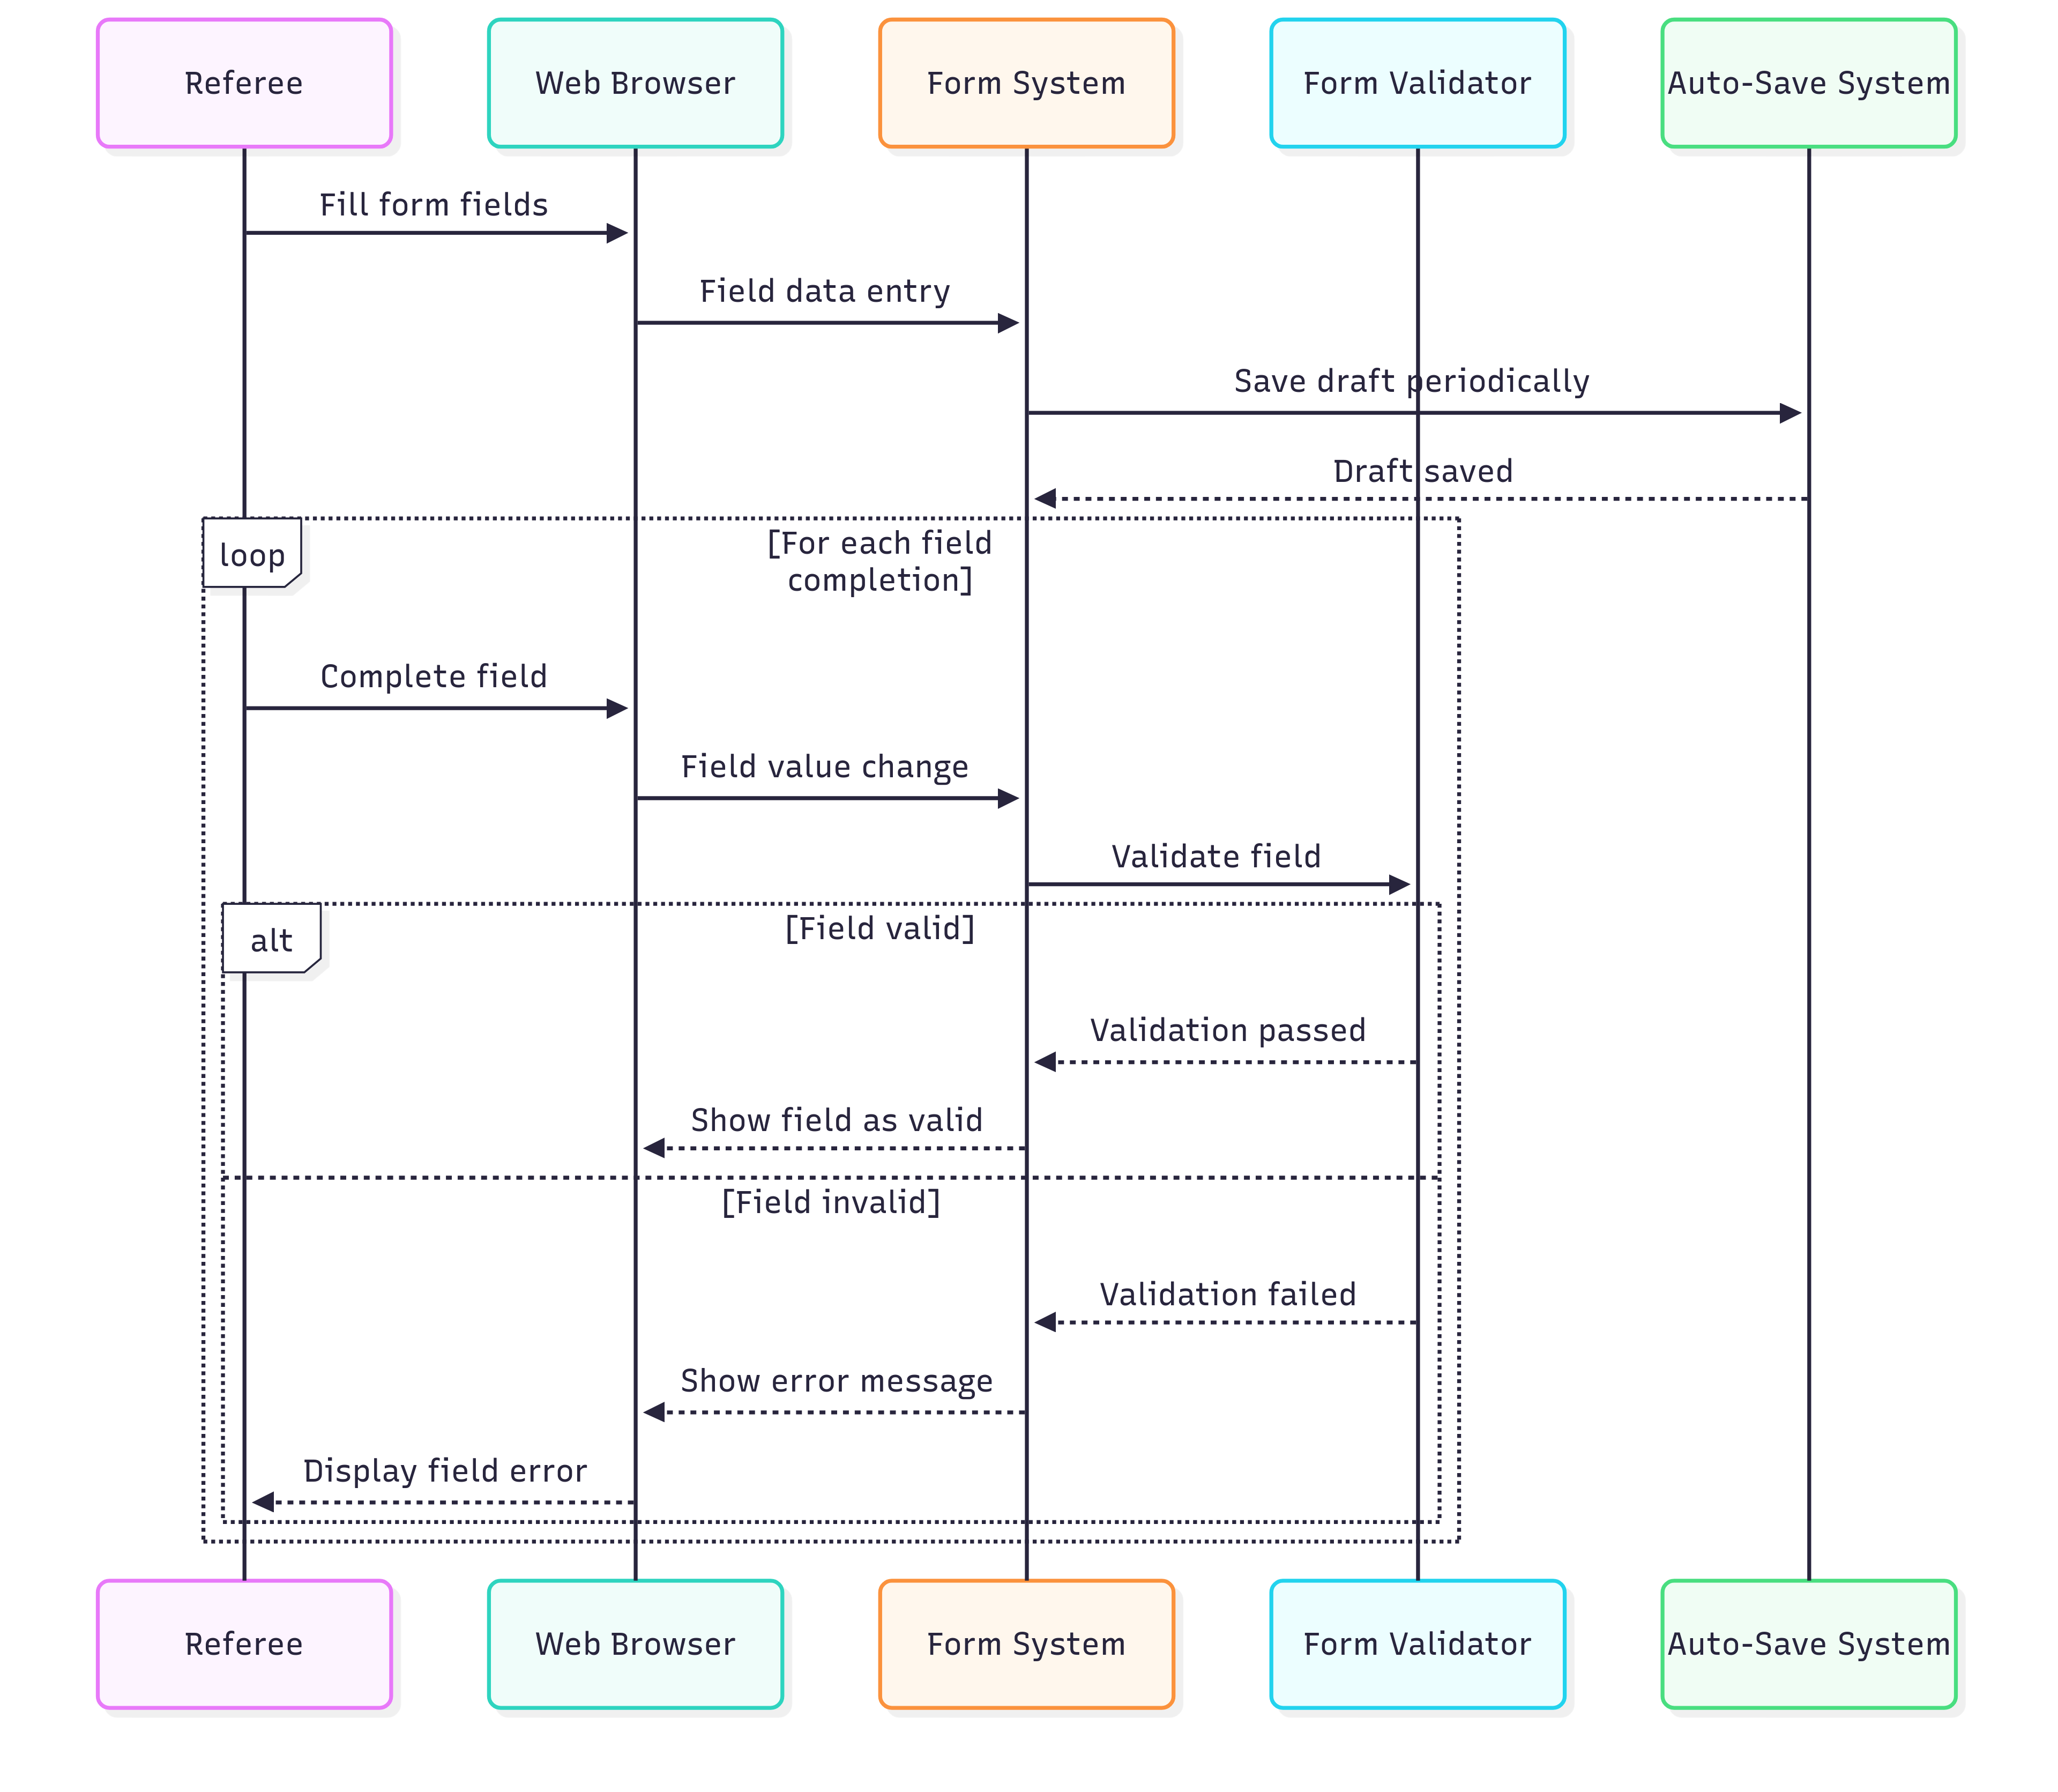 Referee
Web Browser
Form System
Form Validator
Auto-Save System
Fill form fields
Field data entry
Save draft periodically
Draft saved
loop
[For each field
completion]
Complete field
Field value change
Validate field
alt
[Field valid]
Validation passed
Show field as valid
[Field invalid]
Validation failed
Show error message
Display field error
Referee
Web Browser
Form System
Form Validator
Auto-Save System